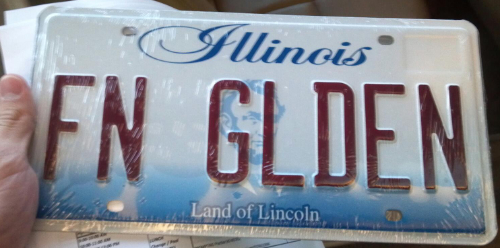 Illinois
FN GLDEN
Land of Lincoln